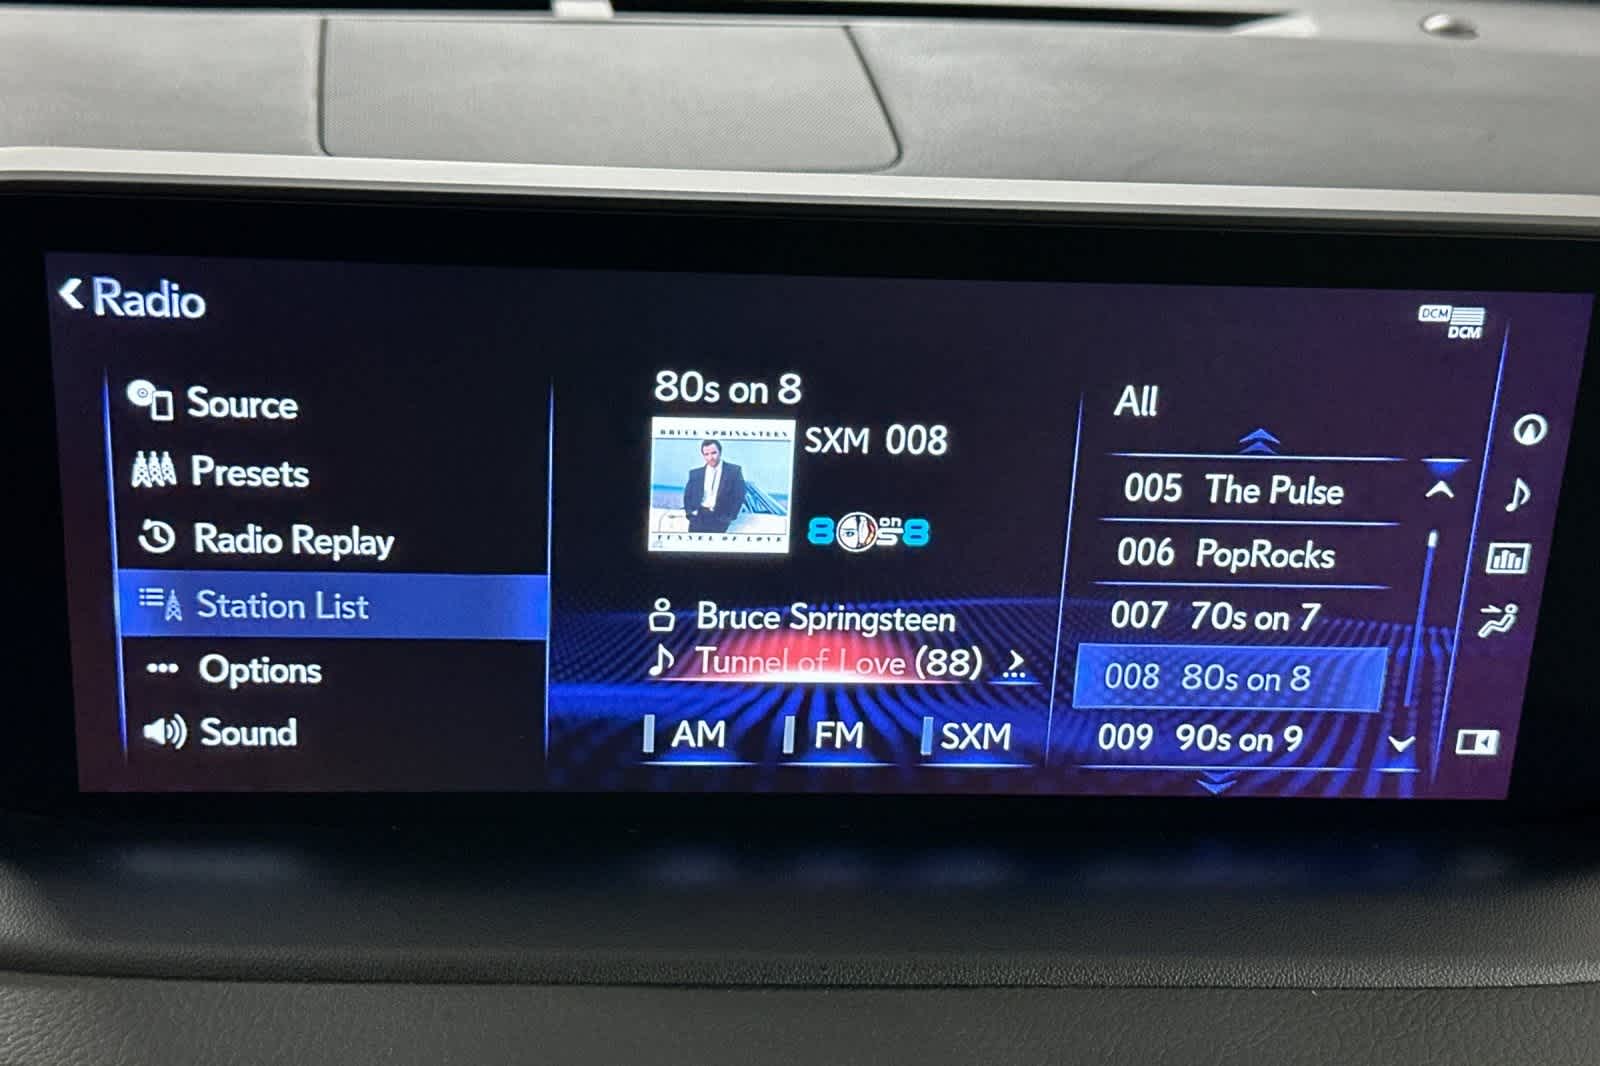 Radio
DCM
DCM
Source
Presets
Radio Replay
Station List
Options
Sound
80s on 8
BRUCE SPRINGSTEEN
TUNNEL OF LOVE
SXM 008
8 on 8
Bruce Springsteen
Tunnel of Love (88)
AM
FM
SXM
All
005 The Pulse
006 PopRocks
007 70s on 7
008 80s on 8
009 90s on 9